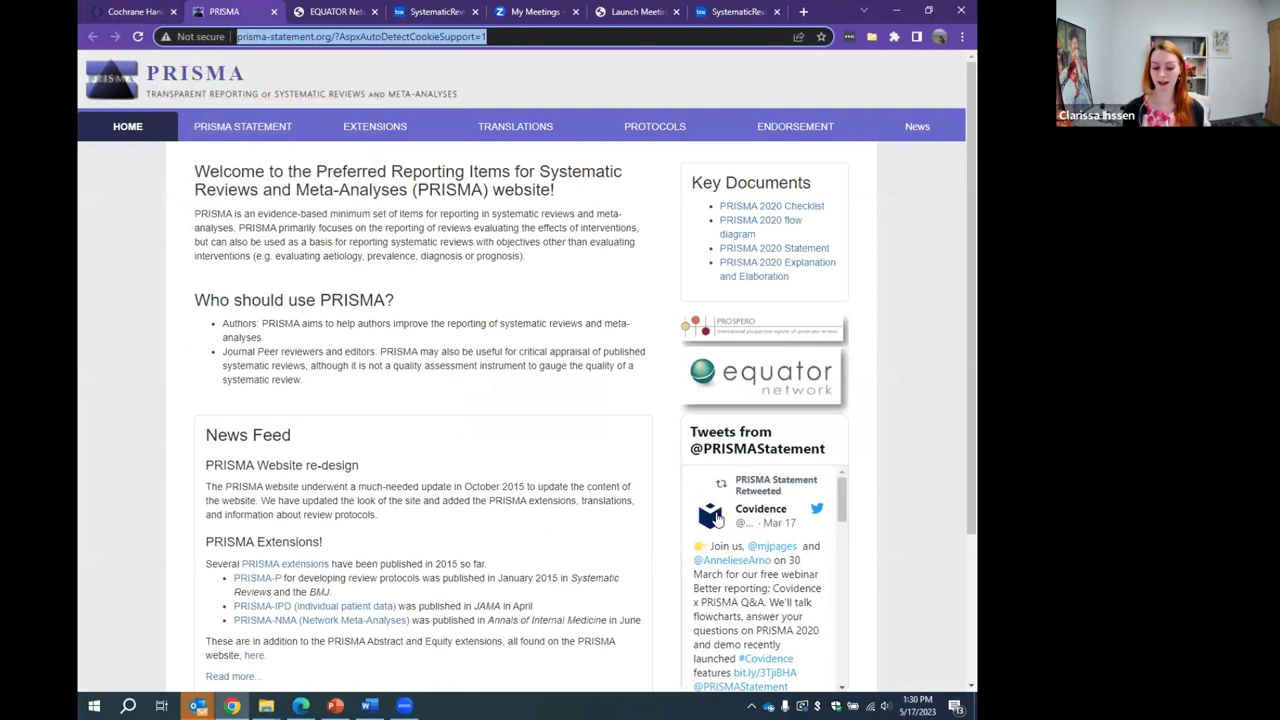 Cochrane Han
PRISMA
EQUATOR Net
SystematicRev
My Meetings -
Launch Meeti
SystematicRev
Not secure
prisma-statement.org/?AspxAutoDetectCookieSupport=1
PRISMA
TRANSPARENT REPORTING OF SYSTEMATIC REVIEWS AND META-ANALYSES
HOME
PRISMA STATEMENT
EXTENSIONS
TRANSLATIONS
PROTOCOLS
ENDORSEMENT
News
Welcome to the Preferred Reporting Items for Systematic
Reviews and Meta-Analyses (PRISMA) website!
PRISMA is an evidence-based minimum set of items for reporting in systematic reviews and meta-
analyses. PRISMA primarily focuses on the reporting of reviews evaluating the effects of interventions,
but can also be used as a basis for reporting systematic reviews with objectives other than evaluating
interventions (e.g. evaluating aetiology, prevalence, diagnosis or prognosis).
Who should use PRISMA?
Authors: PRISMA aims to help authors improve the reporting of systematic reviews and meta-
analyses.
Journal Peer reviewers and editors: PRISMA may also be useful for critical appraisal of published
systematic reviews, although it is not a quality assessment instrument to gauge the quality of a
systematic review.
News Feed
PRISMA Website re-design
The PRISMA website underwent a much-needed update in October 2015 to update the content of
the website. We have updated the look of the site and added the PRISMA extensions, translations,
and information about review protocols.
PRISMA Extensions!
Several PRISMA extensions have been published in 2015 so far.
PRISMA-P for developing review protocols was published in January 2015 in Systematic
Reviews and the BMJ.
PRISMA-IPD (individual patient data) was published in JAMA in April
PRISMA-NMA (Network Meta-Analyses) was published in Annals of Internal Medicine in June
These are in addition to the PRISMA Abstract and Equity extensions, all found on the PRISMA
website, here.
Read more...
Key Documents
PRISMA 2020 Checklist
PRISMA 2020 flow
diagram
PRISMA 2020 Statement
PRISMA 2020 Explanation
and Elaboration
PROSPERO
International prospective register of systematic reviews
equator
network
Tweets from
@PRISMAStatement
PRISMA Statement
Retweeted
Covidence
@... · Mar 17
Join us, @mjpages and
@AnnelieseArno on 30
March for our free webinar
Better reporting: Covidence
x PRISMA Q&A. We'll talk
flowcharts, answer your
questions on PRISMA 2020
and demo recently
launched #Covidence
features bit.ly/3TjiBHA
@PRISMAStatement
1:30 PM
5/17/2023
Clarissa Ihssen